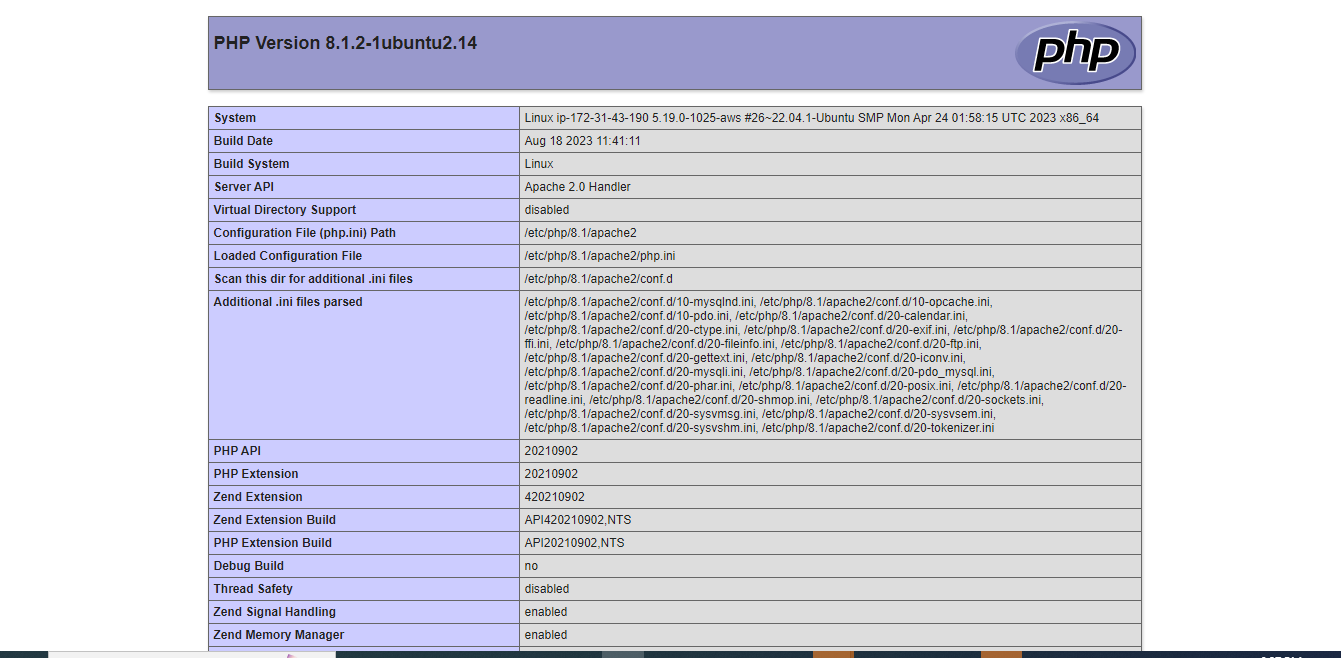 PHP Version 8.1.2-1ubuntu2.14
php
System Linux ip-172-31-43-190 5.19.0-1025-aws #26~22.04.1-Ubuntu SMP Mon Apr 24 01:58:15 UTC 2023 x86_64
Build Date Aug 18 2023 11:41:11
Build System Linux
Server API Apache 2.0 Handler
Virtual Directory Support disabled
Configuration File (php.ini) Path /etc/php/8.1/apache2
Loaded Configuration File /etc/php/8.1/apache2/php.ini
Scan this dir for additional .ini files /etc/php/8.1/apache2/conf.d
Additional .ini files parsed /etc/php/8.1/apache2/conf.d/10-mysqlnd.ini, /etc/php/8.1/apache2/conf.d/10-opcache.ini,
/etc/php/8.1/apache2/conf.d/10-pdo.ini, /etc/php/8.1/apache2/conf.d/20-calendar.ini,
/etc/php/8.1/apache2/conf.d/20-ctype.ini, /etc/php/8.1/apache2/conf.d/20-exif.ini, /etc/php/8.1/apache2/conf.d/20-
ffi.ini, /etc/php/8.1/apache2/conf.d/20-fileinfo.ini, /etc/php/8.1/apache2/conf.d/20-ftp.ini,
/etc/php/8.1/apache2/conf.d/20-gettext.ini, /etc/php/8.1/apache2/conf.d/20-iconv.ini,
/etc/php/8.1/apache2/conf.d/20-mysqli.ini, /etc/php/8.1/apache2/conf.d/20-pdo_mysql.ini,
/etc/php/8.1/apache2/conf.d/20-phar.ini, /etc/php/8.1/apache2/conf.d/20-posix.ini, /etc/php/8.1/apache2/conf.d/20-
readline.ini, /etc/php/8.1/apache2/conf.d/20-shmop.ini, /etc/php/8.1/apache2/conf.d/20-sockets.ini,
/etc/php/8.1/apache2/conf.d/20-sysvmsg.ini, /etc/php/8.1/apache2/conf.d/20-sysvsem.ini,
/etc/php/8.1/apache2/conf.d/20-sysvshm.ini, /etc/php/8.1/apache2/conf.d/20-tokenizer.ini
PHP API 20210902
PHP Extension 20210902
Zend Extension 420210902
Zend Extension Build API420210902,NTS
PHP Extension Build API20210902,NTS
Debug Build no
Thread Safety disabled
Zend Signal Handling enabled
Zend Memory Manager enabled